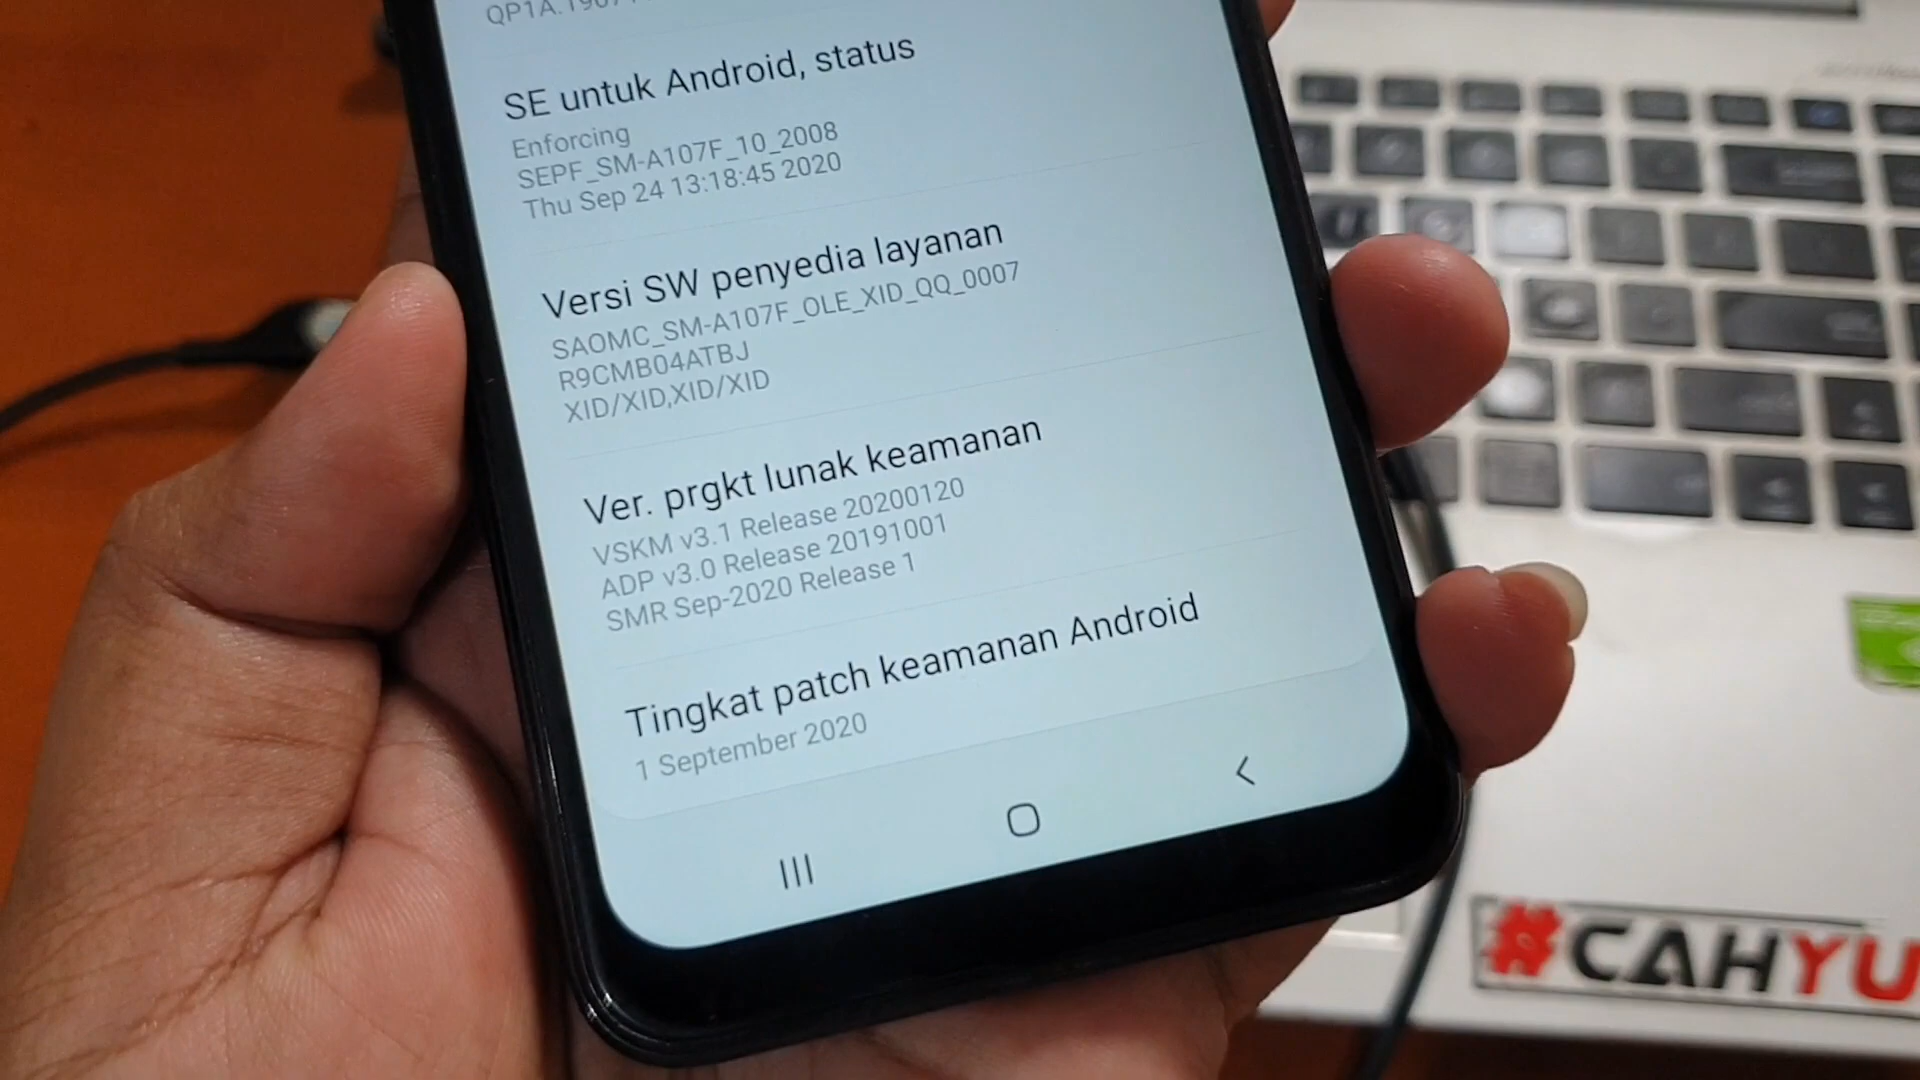 SE untuk Android, status
Enforcing
SEPF_SM-A107F_10_2008
Thu Sep 24 13:18:45 2020
Versi SW penyedia layanan
SAOMC_SM-A107F_OLE_XID_QQ_0007
R9CMB04ATBJ
XID/XID,XID/XID
Ver. prgkt lunak keamanan
VSKM v3.1 Release 20200120
ADP v3.0 Release 20191001
SMR Sep-2020 Release 1
Tingkat patch keamanan Android
1 September 2020
#CAHYU